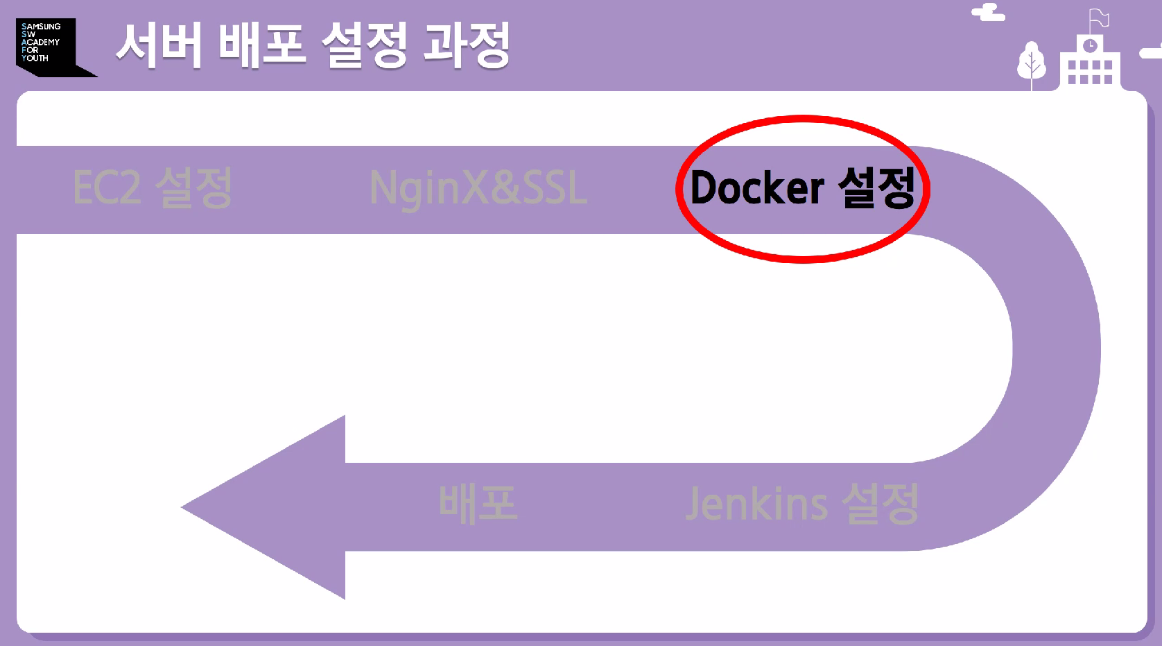 SAMSUNG
SW
ACADEMY
FOR
YOUTH
서버 배포 설정 과정
EC2 설정
NginX&SSL
Docker 설정
Jenkins 설정
배포